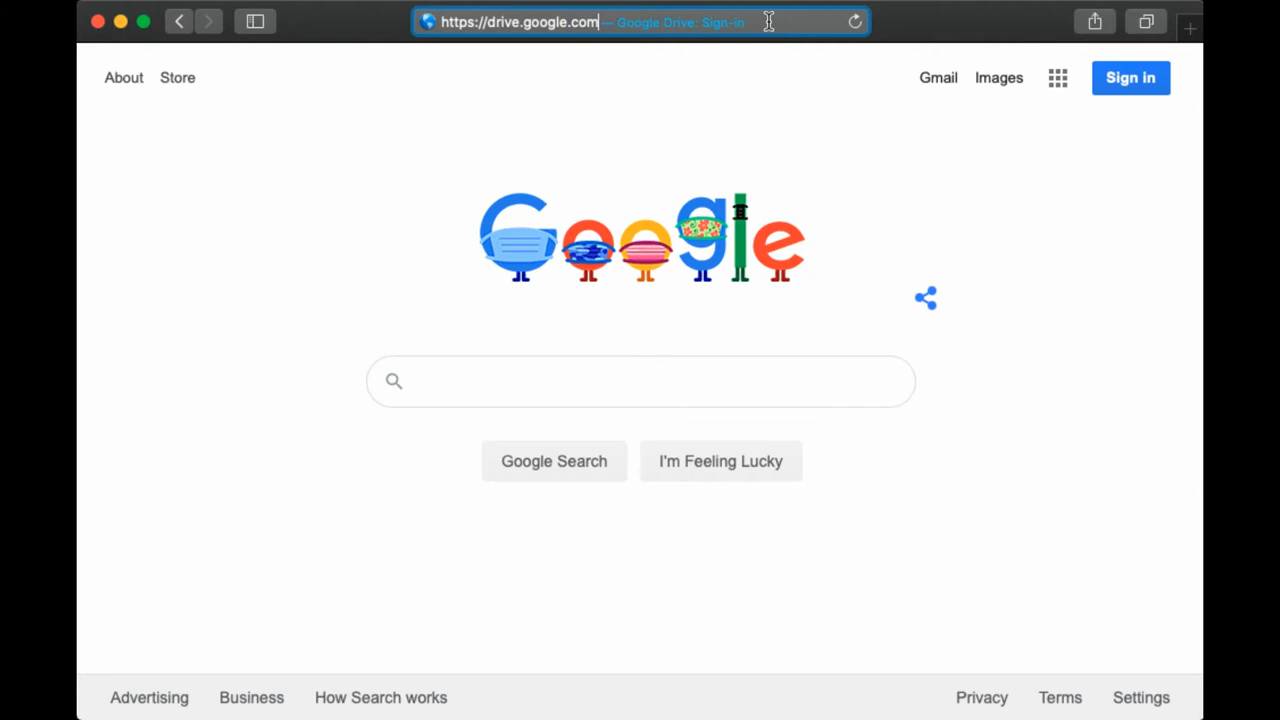 https://drive.google.com — Google Drive: Sign-in
About Store Gmail Images Sign in
Google
Google Search I'm Feeling Lucky
Advertising Business How Search works Privacy Terms Settings